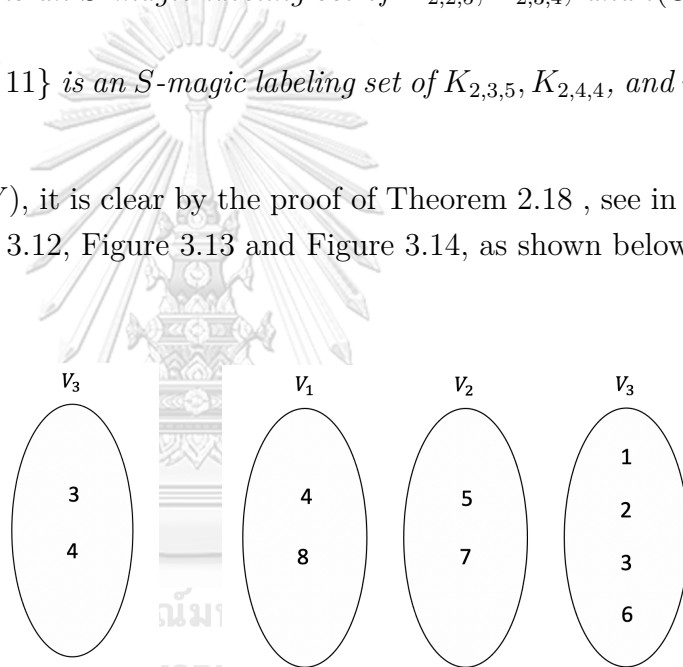 11} is an S-magic labeling set of K2,3,5, K2,4,4, and
), it is clear by the proof of Theorem 2.18 , see in
3.12, Figure 3.13 and Figure 3.14, as shown below
V3 V1 V2 V3
3 4 5 1
4 8 7 2
3
6